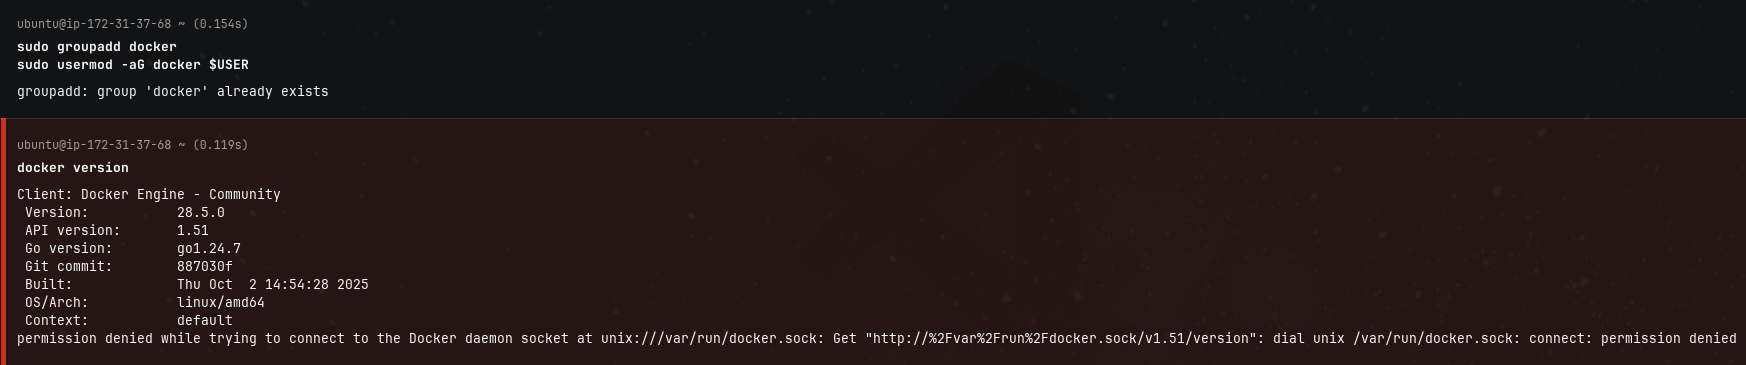 ubuntu@ip-172-31-37-68 ~ (0.154s)
sudo groupadd docker
sudo usermod -aG docker $USER
groupadd: group 'docker' already exists
ubuntu@ip-172-31-37-68 ~ (0.119s)
docker version
Client: Docker Engine - Community
 Version:           28.5.0
 API version:       1.51
 Go version:        go1.24.7
 Git commit:        887030f
 Built:             Thu Oct  2 14:54:28 2025
 OS/Arch:           linux/amd64
 Context:           default
permission denied while trying to connect to the Docker daemon socket at unix:///var/run/docker.sock: Get "http://%2Fvar%2Frun%2Fdocker.sock/v1.51/version": dial unix /var/run/docker.sock: connect: permission denied